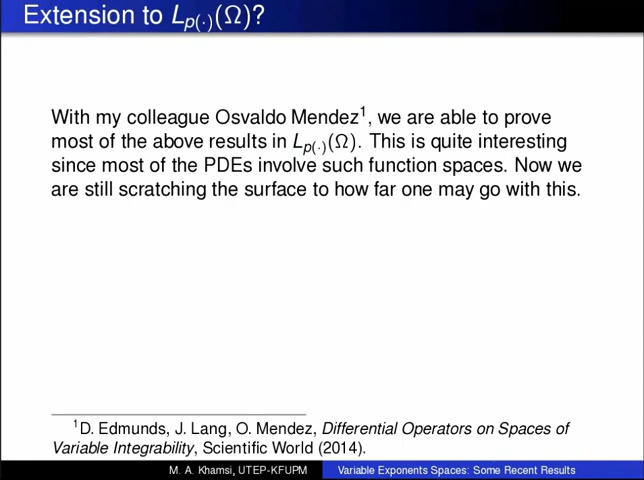 Extension to L_{p(·)}(Ω)?
With my colleague Osvaldo Mendez¹, we are able to prove
most of the above results in L_{p(·)}(Ω). This is quite interesting
since most of the PDEs involve such function spaces. Now we
are still scratching the surface to how far one may go with this.
¹D. Edmunds, J. Lang, O. Mendez, Differential Operators on Spaces of
Variable Integrability, Scientific World (2014).
M. A. Khamsi, UTEP-KFUPM Variable Exponents Spaces: Some Recent Results